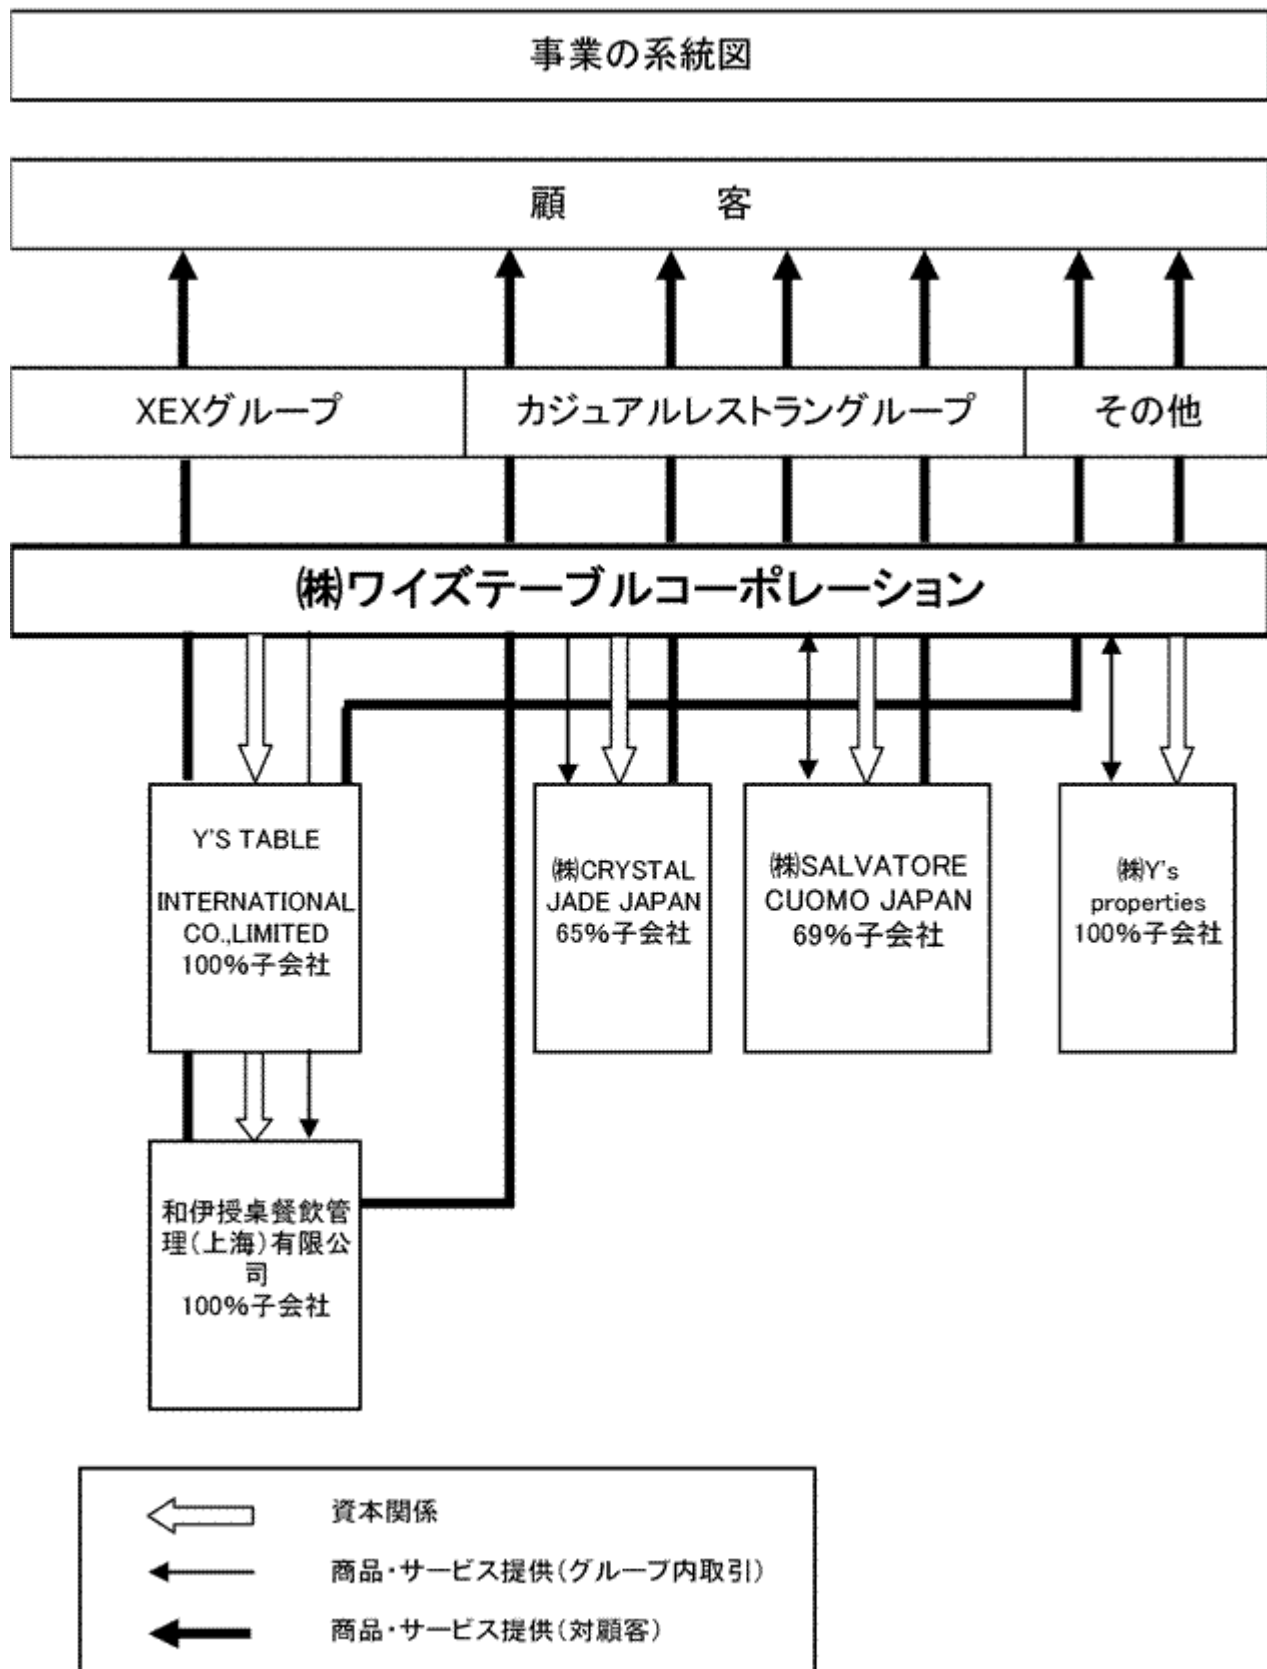 事業の系統図
顧 客
XEXグループ
カジュアルレストラングループ
その他
㈱ワイズテーブルコーポレーション
Y'S TABLE
INTERNATIONAL
CO.,LIMITED
100%子会社
㈱CRYSTAL
JADE JAPAN
65%子会社
㈱SALVATORE
CUOMO JAPAN
69%子会社
㈱Y's
properties
100%子会社
和伊授桌餐飲管
理(上海)有限公
司
100%子会社
資本関係
商品・サービス提供(グループ内取引)
商品・サービス提供(対顧客)